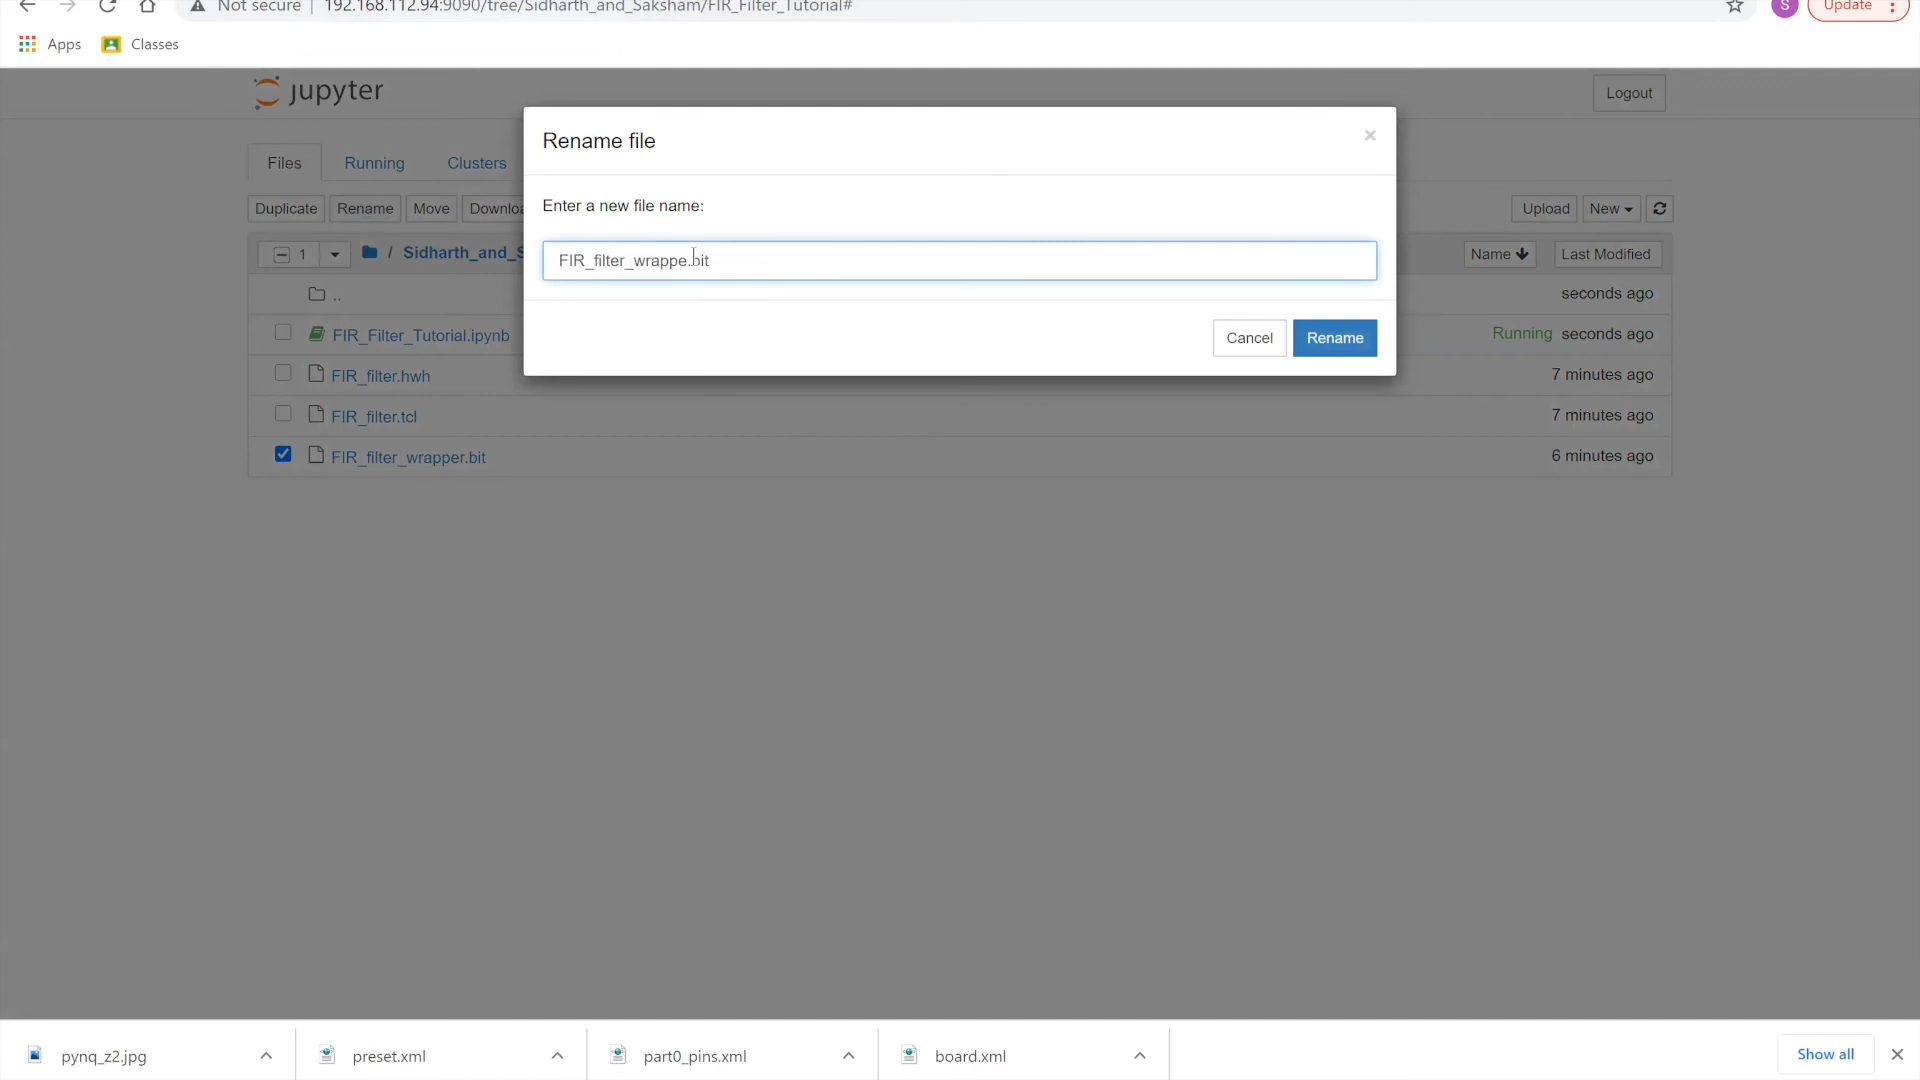 Not secure | 192.168.112.94:9090/tree/Sidharth_and_Saksham/FIR_Filter_Tutorial#
S
Update
Apps
Classes
jupyter
Logout
Files
Running
Clusters
Rename file
×
Enter a new file name:
FIR_filter_wrappe.bit
Cancel
Rename
Duplicate
Rename
Move
Downloa
Upload
New
1
/ Sidharth_and_S
Name
Last Modified
..
seconds ago
FIR_Filter_Tutorial.ipynb
Running seconds ago
FIR_filter.hwh
7 minutes ago
FIR_filter.tcl
7 minutes ago
FIR_filter_wrapper.bit
6 minutes ago
pynq_z2.jpg
preset.xml
part0_pins.xml
board.xml
Show all